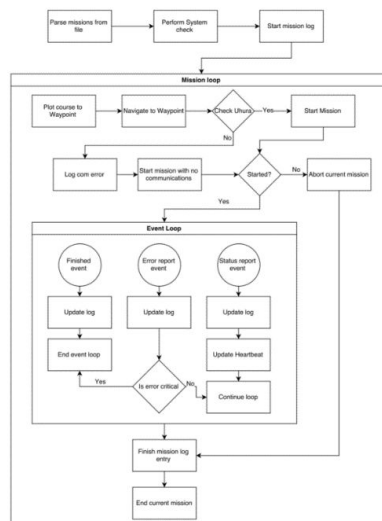 Parse missions from
file
Perform System
check
Start mission log
Mission loop
Plot course to
Waypoint
Navigate to Waypoint
Check Uhura
Yes
Start Mission
No
Log com error
Start mission with no
communications
Started?
No
Abort current mission
Yes
Event Loop
Finished
event
Error report
event
Status report
event
Update log
Update log
Update log
End event loop
Update Heartbeat
Yes
Is error critical
No
Continue loop
Finish mission log
entry
End current mission